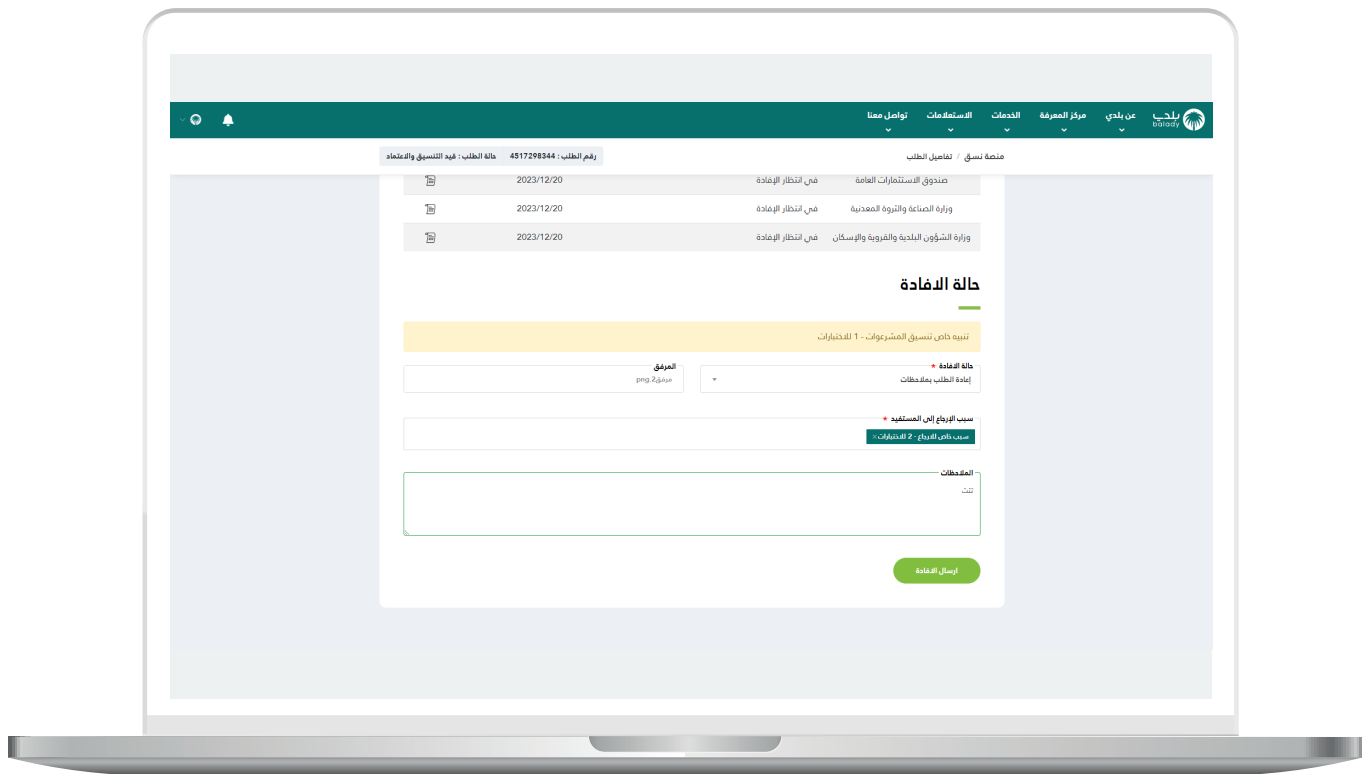 بلدي
balady
عن بلدي
مركز المعرفة
الخدمات
الاستعلامات
تواصل معنا
منصة نسق / تفاصيل الطلب
رقم الطلب : 4517298344 حالة الطلب : قيد التنسيق والاعتماد
صندوق الاستثمارات العامة في انتظار الإفادة 2023/12/20
وزارة الصناعة والثروة المعدنية في انتظار الإفادة 2023/12/20
وزارة الشؤون البلدية والقروية والإسكان في انتظار الإفادة 2023/12/20
حالة الافادة
تنبيه خاص تنسيق المشرعوات - 1 للاختبارات
حالة الافادة *
إعادة الطلب بملاحظات
المرفق
مرفق2.png
سبب الإرجاع إلى المستفيد *
سبب خاص للارجاع - 2 للاختبارات×
الملاحظات
تتت
ارسال الافادة